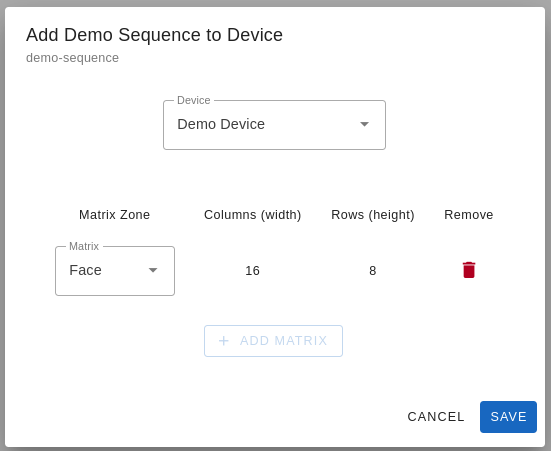 Add Demo Sequence to Device
demo-sequence
Device
Demo Device
Matrix Zone Columns (width) Rows (height) Remove
Matrix
Face 16 8
+ ADD MATRIX
CANCEL SAVE